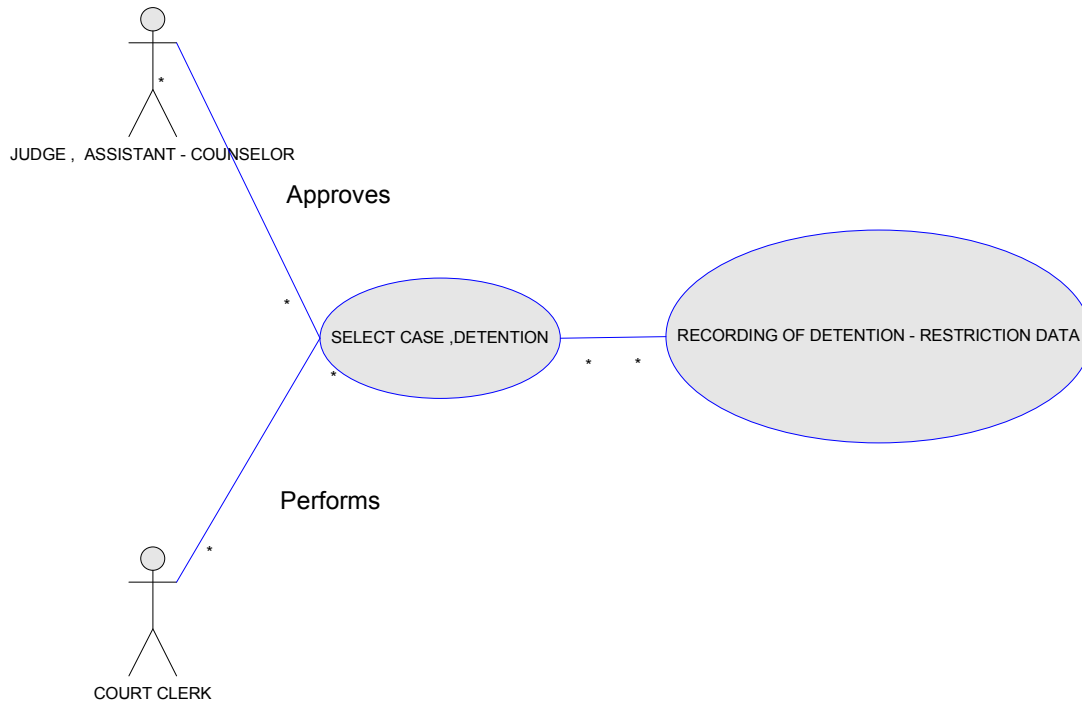 *
JUDGE , ASSISTANT - COUNSELOR
Approves
*
SELECT CASE ,DETENTION
RECORDING OF DETENTION - RESTRICTION DATA
*
*
*
Performs
*
COURT CLERK